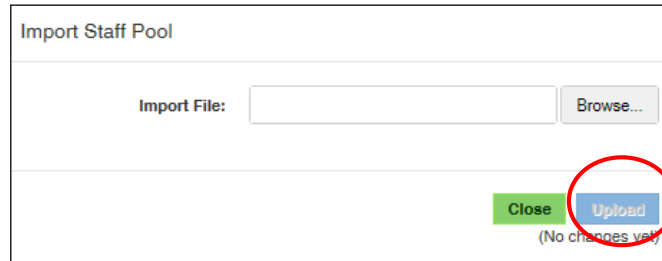 Import Staff Pool
Import File: Browse...
Close Upload
(No changes yet)